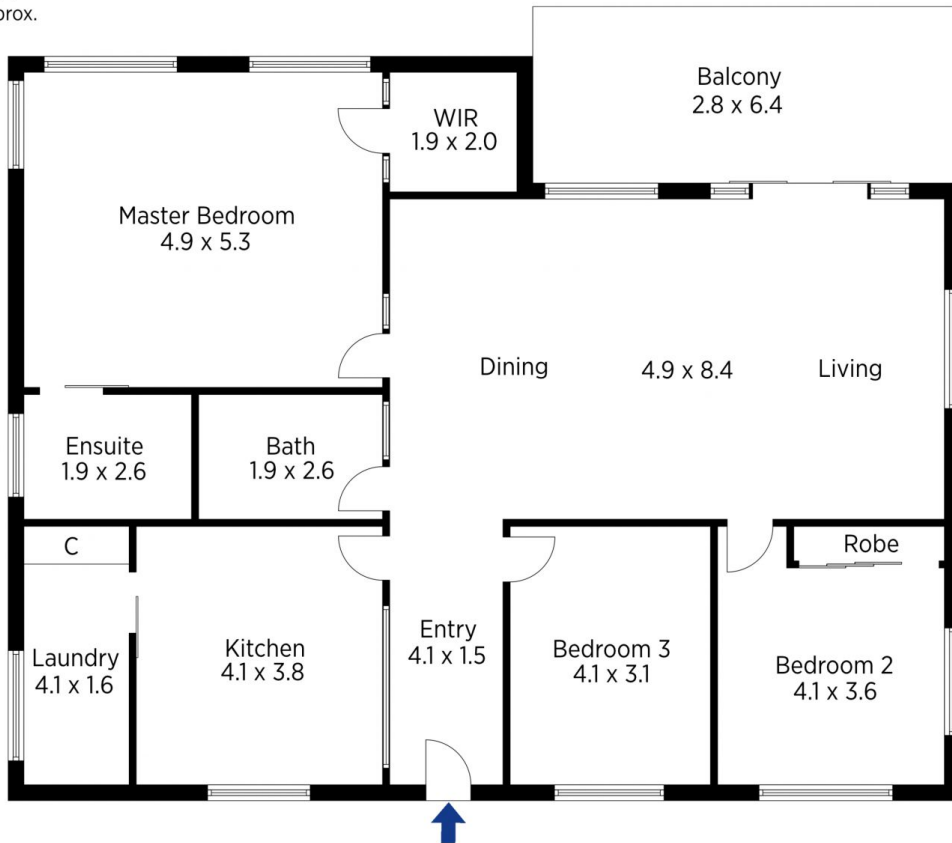 Balcony
2.8 x 6.4
WIR
1.9 x 2.0
Master Bedroom
4.9 x 5.3
Dining
4.9 x 8.4
Living
Ensuite
1.9 x 2.6
Bath
1.9 x 2.6
C
Robe
Laundry
4.1 x 1.6
Kitchen
4.1 x 3.8
Entry
4.1 x 1.5
Bedroom 3
4.1 x 3.1
Bedroom 2
4.1 x 3.6